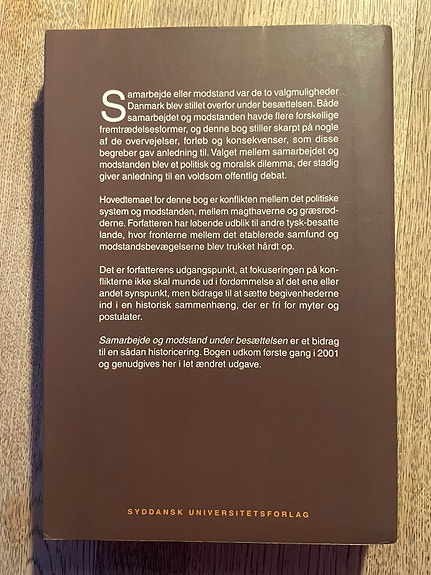 Samarbejde eller modstand var de to valgmuligheder
Danmark blev stillet overfor under besættelsen. Både
samarbejdet og modstanden havde flere forskellige
fremtrædelsesformer, og denne bog stiller skarpt på nogle
af de overvejelser, forløb og konsekvenser, som disse
begreber gav anledning til. Valget mellem samarbejdet og
modstanden blev et politisk og moralsk dilemma, der stadig
giver anledning til en voldsom offentlig debat.
Hovedtemaet for denne bog er konflikten mellem det politiske
system og modstanden, mellem magthaverne og græsrød-
derne. Forfatteren har løbende udblik til andre tysk-besatte
lande, hvor fronterne mellem det etablerede samfund og
modstandsbevægelserne blev trukket hårdt op.
Det er forfatterens udgangspunkt, at fokuseringen på kon-
flikterne ikke skal munde ud i fordømmelse af det ene eller
andet synspunkt, men bidrage til at sætte begivenhederne
ind i en historisk sammenhæng, der er fri for myter og
postulater.
Samarbejde og modstand under besættelsen er et bidrag
til en sådan historicering. Bogen udkom første gang i 2001
og genudgives her i let ændret udgave.
SYDDANSK UNIVERSITETSFORLAG